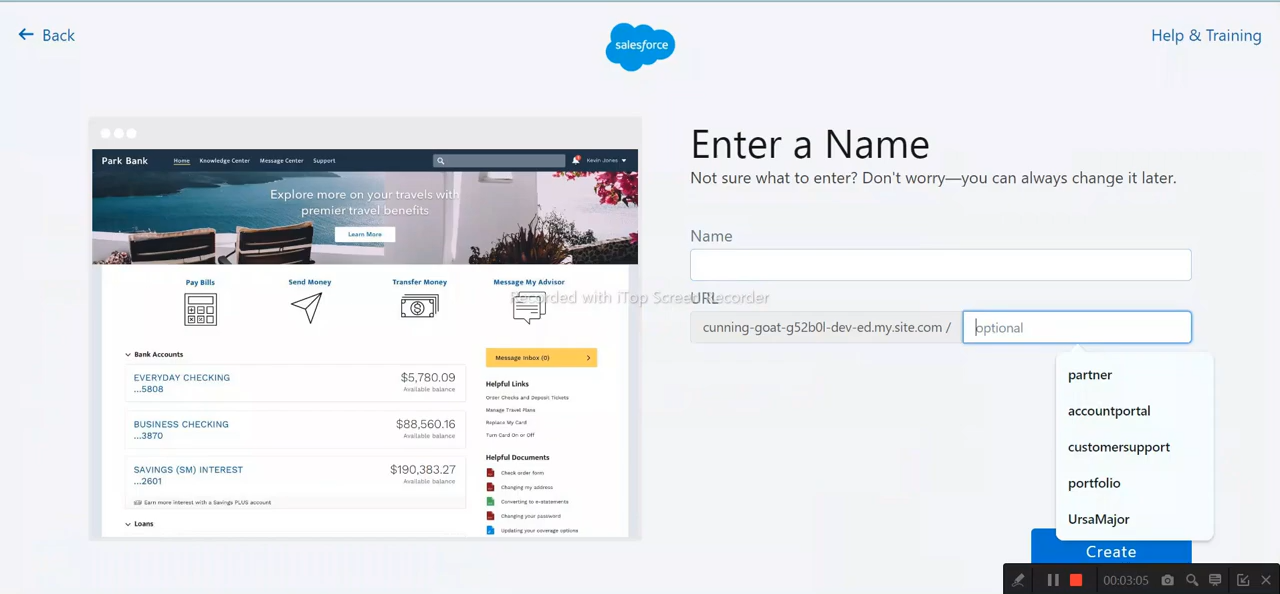 Back
salesforce
Help & Training
Park Bank
Home Knowledge Center Message Center Support
Kevin Jones
Explore more on your travels with
premier travel benefits
Learn More
Pay Bills Send Money Transfer Money Message My Advisor
Bank Accounts
EVERYDAY CHECKING $5,780.09
...5808 Available balance
BUSINESS CHECKING $88,560.16
...3870 Available balance
SAVINGS (SM) INTEREST $190,383.27
...2601 Available balance
Earn more interest with a Savings PLUS account
Loans
Message Inbox (0)
Helpful Links
Order Checks and Deposit Tickets
Manage Travel Plans
Replace My Card
Turn Card On or Off
Helpful Documents
Check order form
Changing my address
Converting to e-statements
Changing your password
Updating your coverage options
Enter a Name
Not sure what to enter? Don't worry—you can always change it later.
Name
Recorded with iTop Screen Recorder
URL
cunning-goat-g52b0l-dev-ed.my.site.com / optional
partner
accountportal
customersupport
portfolio
UrsaMajor
Create
00:03:05